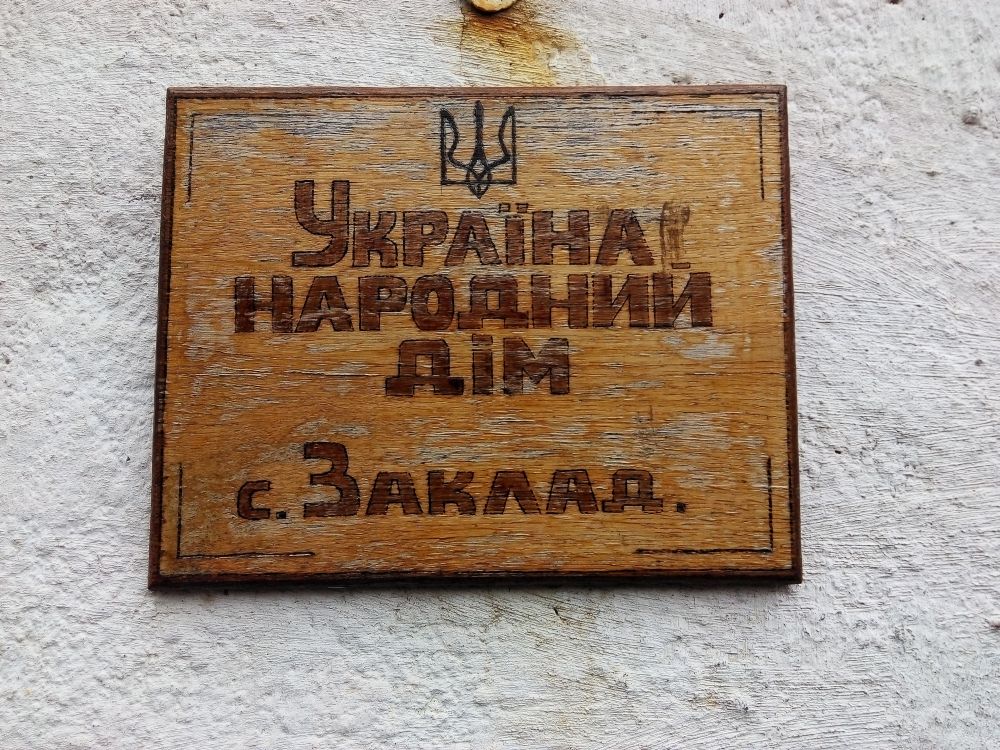 Україна
народний
дім
с. Заклад.